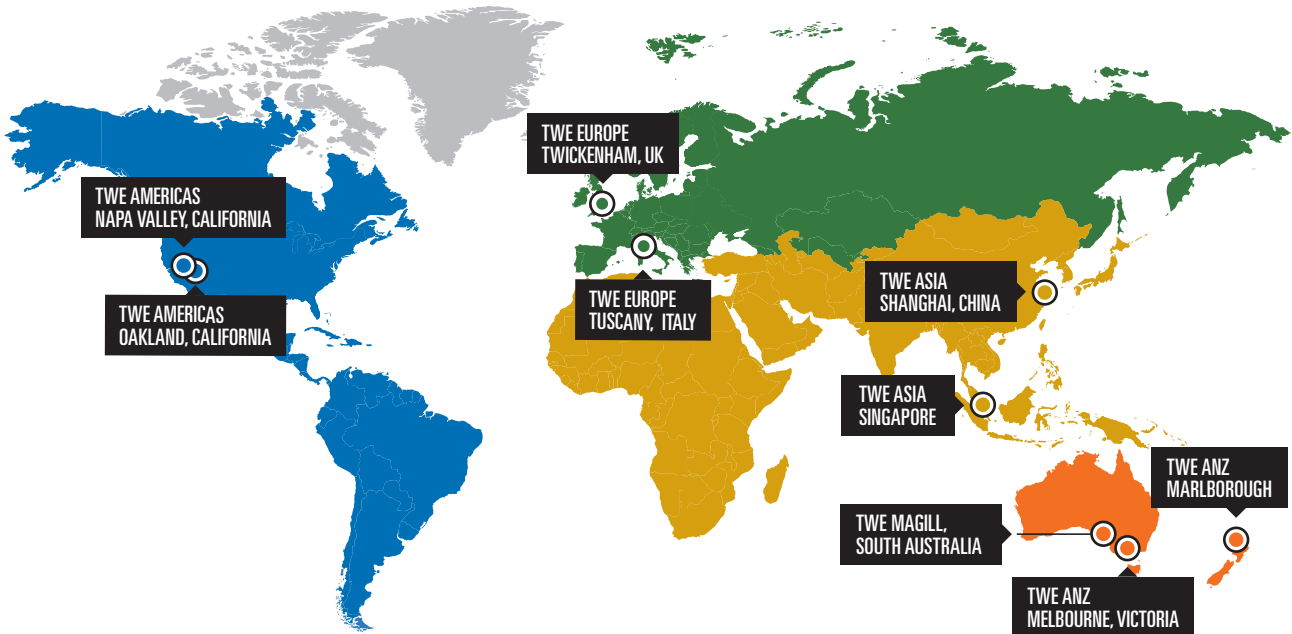 TWE EUROPE
TWICKENHAM, UK
TWE AMERICAS
NAPA VALLEY, CALIFORNIA
TWE AMERICAS
OAKLAND, CALIFORNIA
TWE EUROPE
TUSCANY, ITALY
TWE ASIA
SHANGHAI, CHINA
TWE ASIA
SINGAPORE
TWE ANZ
MARLBOROUGH
TWE MAGILL,
SOUTH AUSTRALIA
TWE ANZ
MELBOURNE, VICTORIA